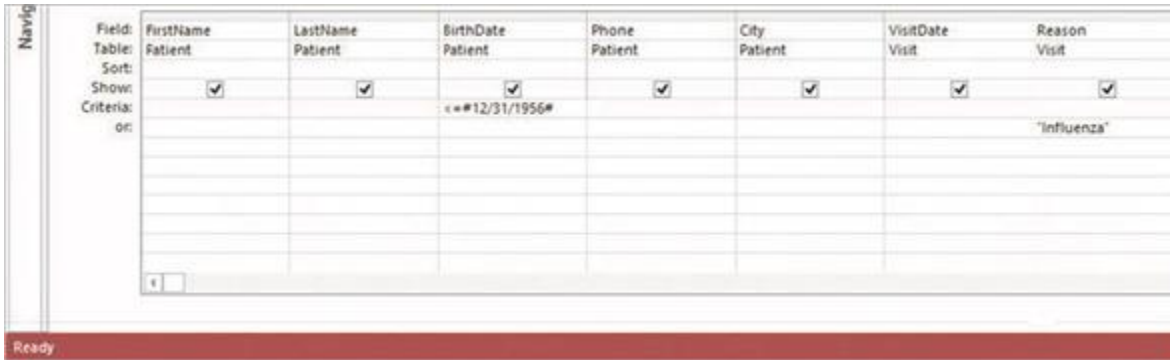 Navig
Field: FirstName LastName BirthDate Phone City VisitDate Reason
Table: Patient Patient Patient Patient Patient Visit Visit
Sort:
Show:
Criteria: <=#12/31/1956#
or: "Influenza"
Ready